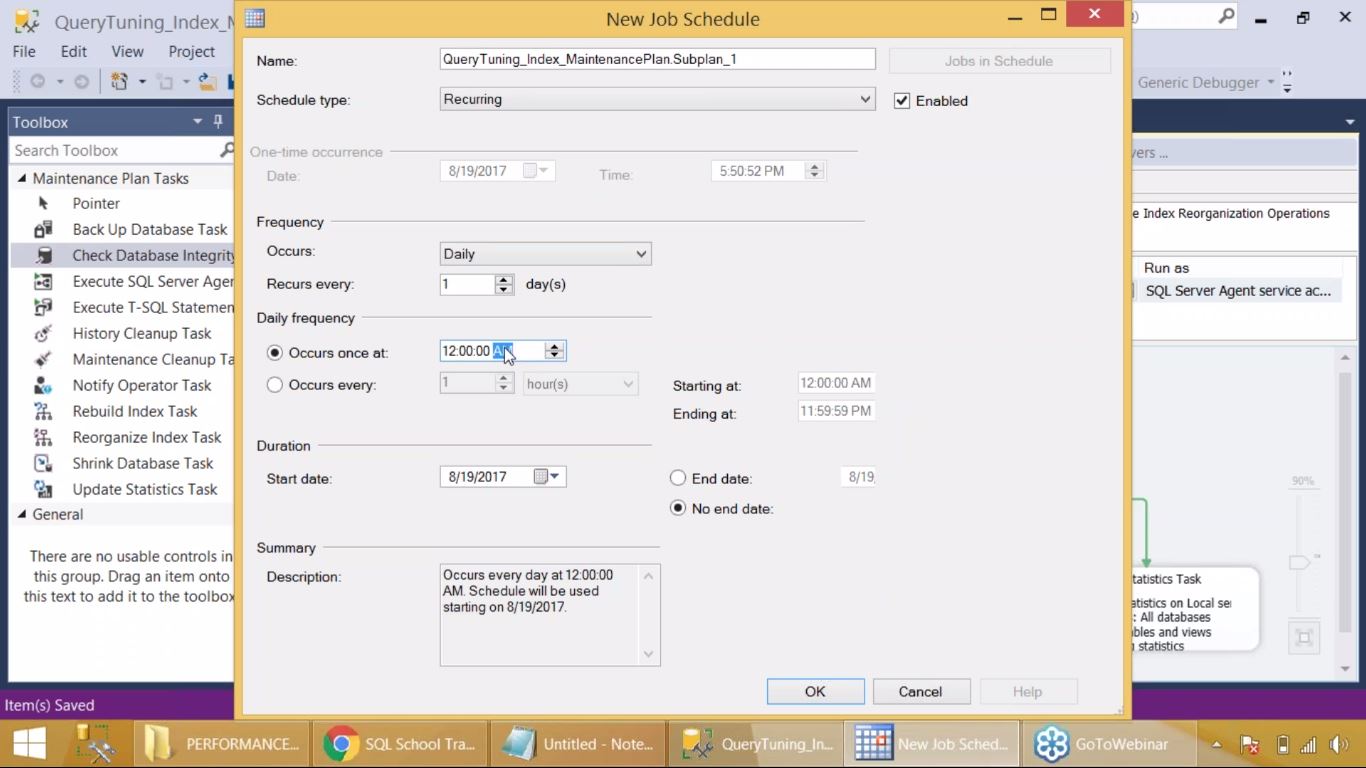 QueryTuning_Index_M
New Job Schedule
File Edit View Project
Generic Debugger
Name: QueryTuning_Index_MaintenancePlan.Subplan_1 Jobs in Schedule
Schedule type: Recurring Enabled
Toolbox
Search Toolbox
Maintenance Plan Tasks
Pointer
Back Up Database Task
Check Database Integrity
Execute SQL Server Agen
Execute T-SQL Statemen
History Cleanup Task
Maintenance Cleanup Ta
Notify Operator Task
Rebuild Index Task
Reorganize Index Task
Shrink Database Task
Update Statistics Task
General
There are no usable controls in
this group. Drag an item onto
this text to add it to the toolbox
One-time occurrence
Date: 8/19/2017 Time: 5:50:52 PM
Frequency
Occurs: Daily
Recurs every: 1 day(s)
Daily frequency
Occurs once at: 12:00:00 AM
Occurs every: 1 hour(s) Starting at: 12:00:00 AM
Ending at: 11:59:59 PM
Duration
Start date: 8/19/2017 End date: 8/19
No end date:
Summary
Description: Occurs every day at 12:00:00
AM. Schedule will be used
starting on 8/19/2017.
OK Cancel Help
vers ...
e Index Reorganization Operations
Run as
SQL Server Agent service ac...
90%
tatistics Task
atistics on Local se
: All databases
bles and views
statistics
Item(s) Saved
PERFORMANCE... SQL School Tra... Untitled - Note... QueryTuning_In... New Job Sched... GoToWebinar